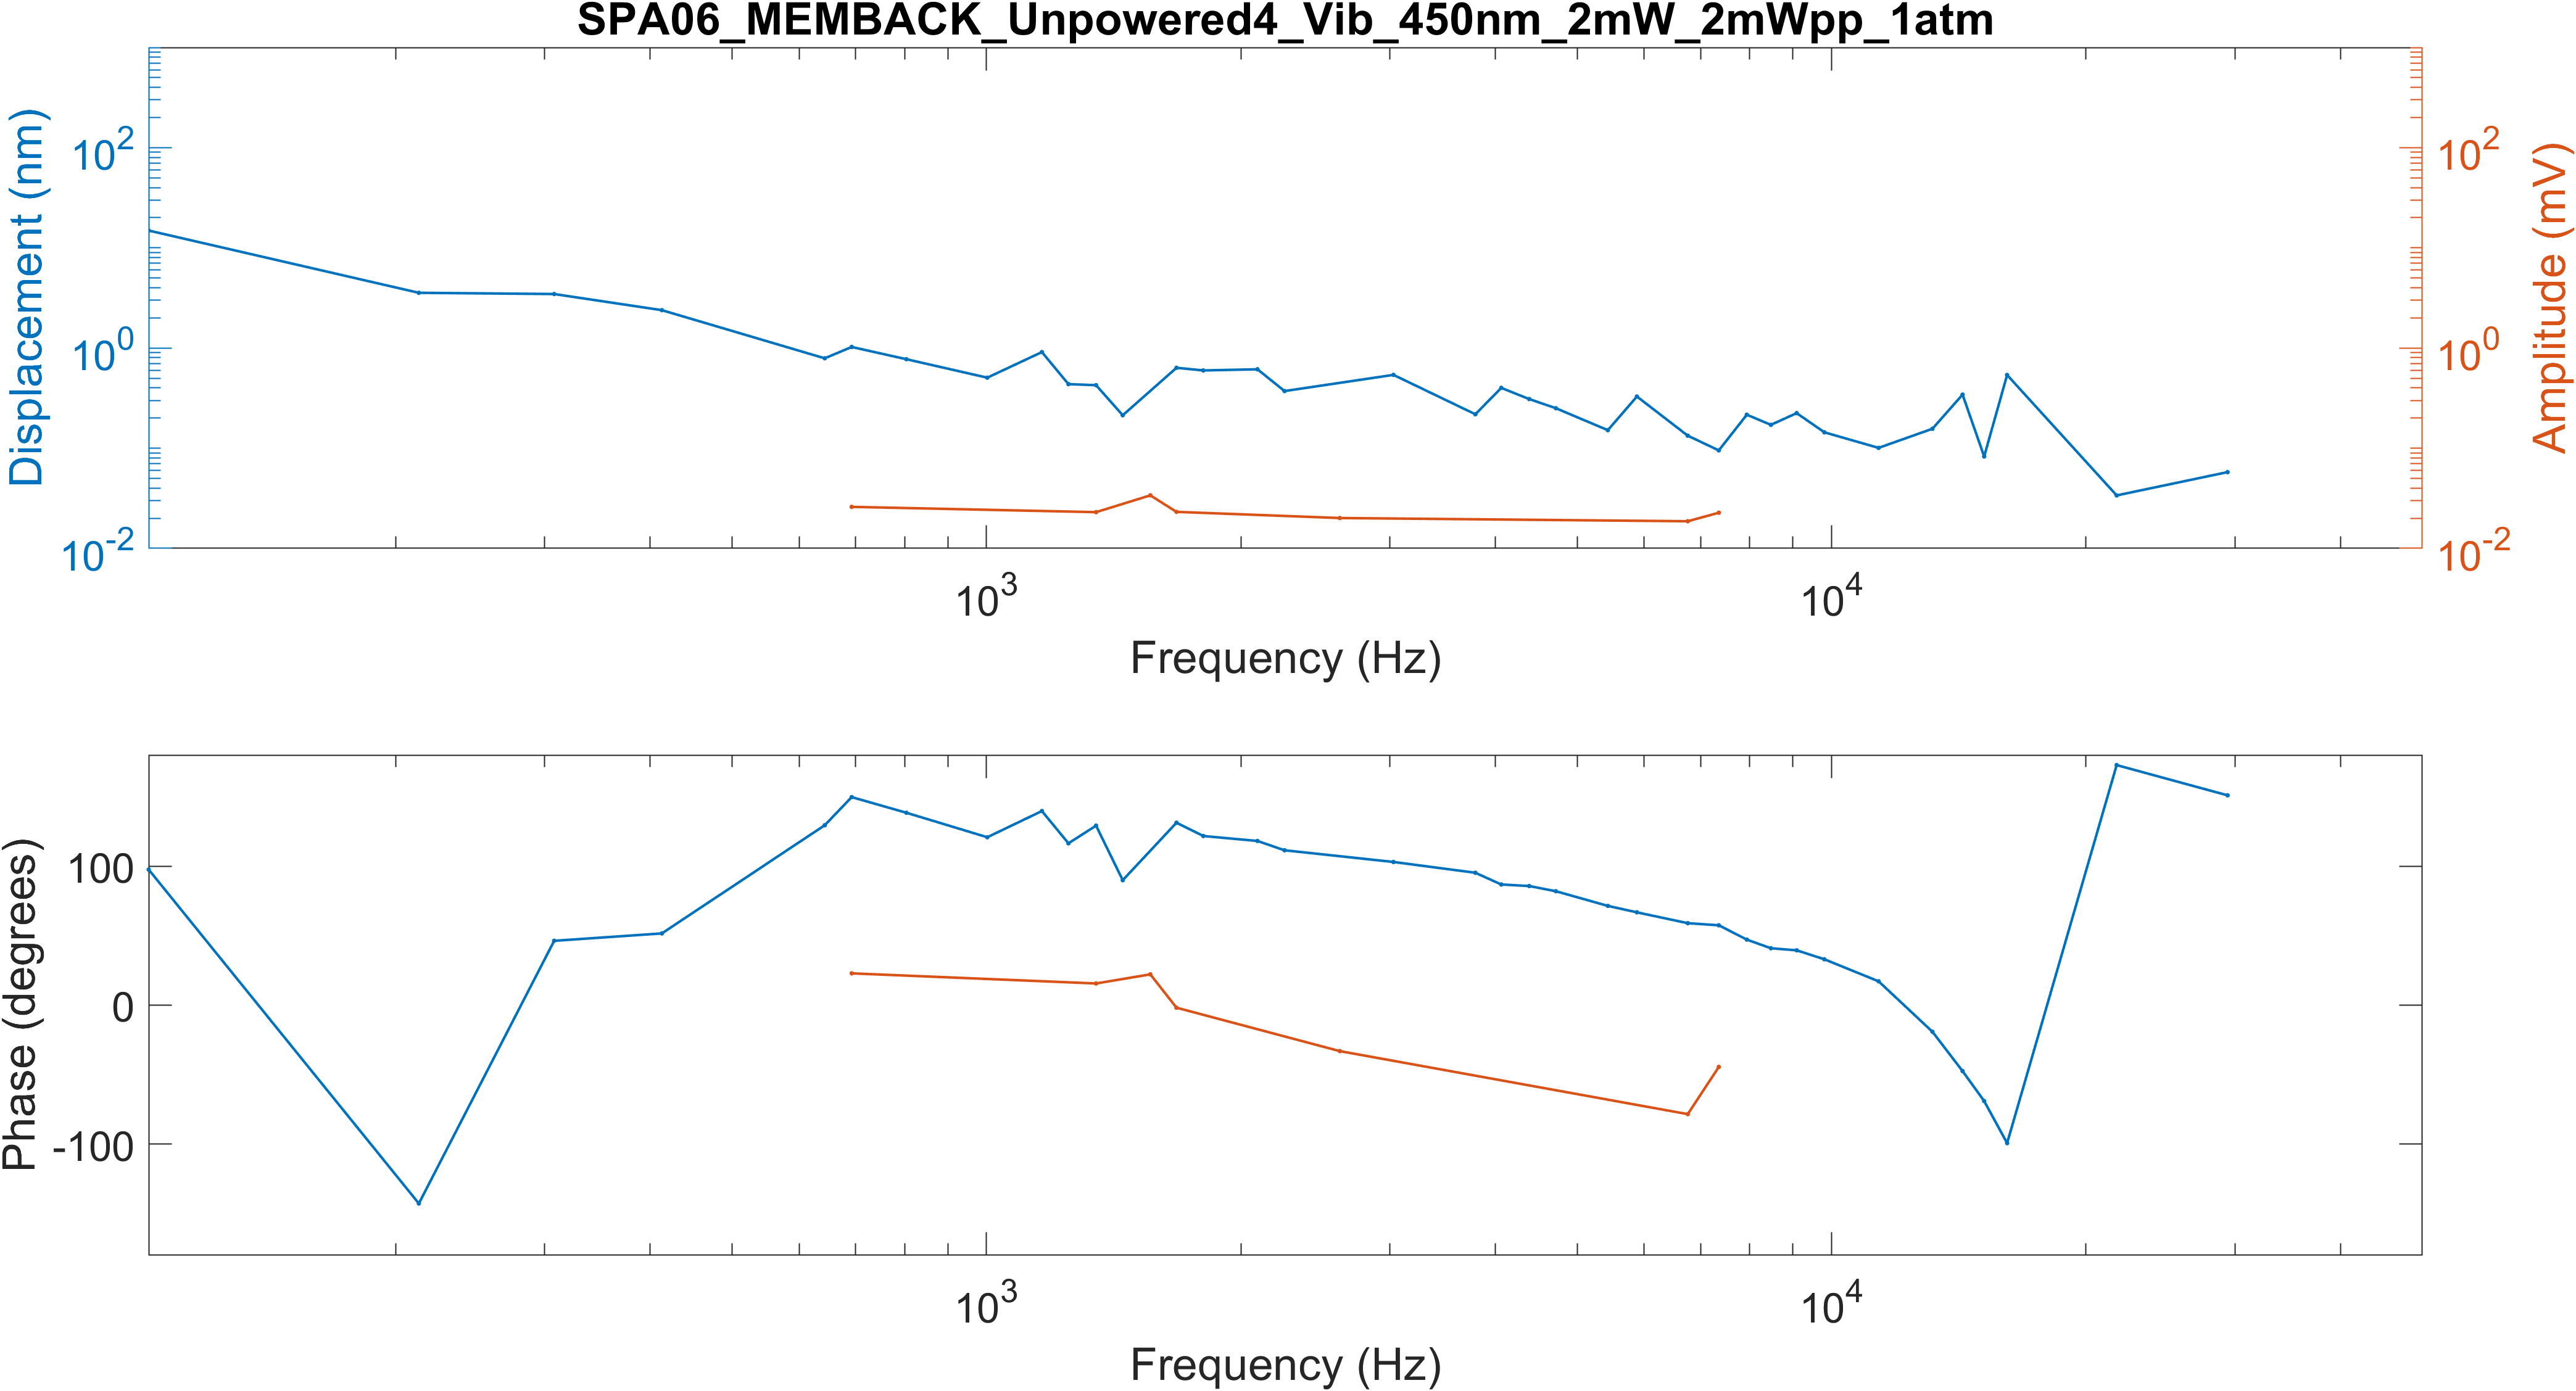 SPA06_MEMBACK_Unpowered4_Vib_450nm_2mW_2mWpp_1atm
Displacement (nm)
10^2
10^0
10^-2
10^2
10^0
10^-2
Amplitude (mV)
10^3
10^4
Frequency (Hz)
Phase (degrees)
100
0
-100
10^3
10^4
Frequency (Hz)